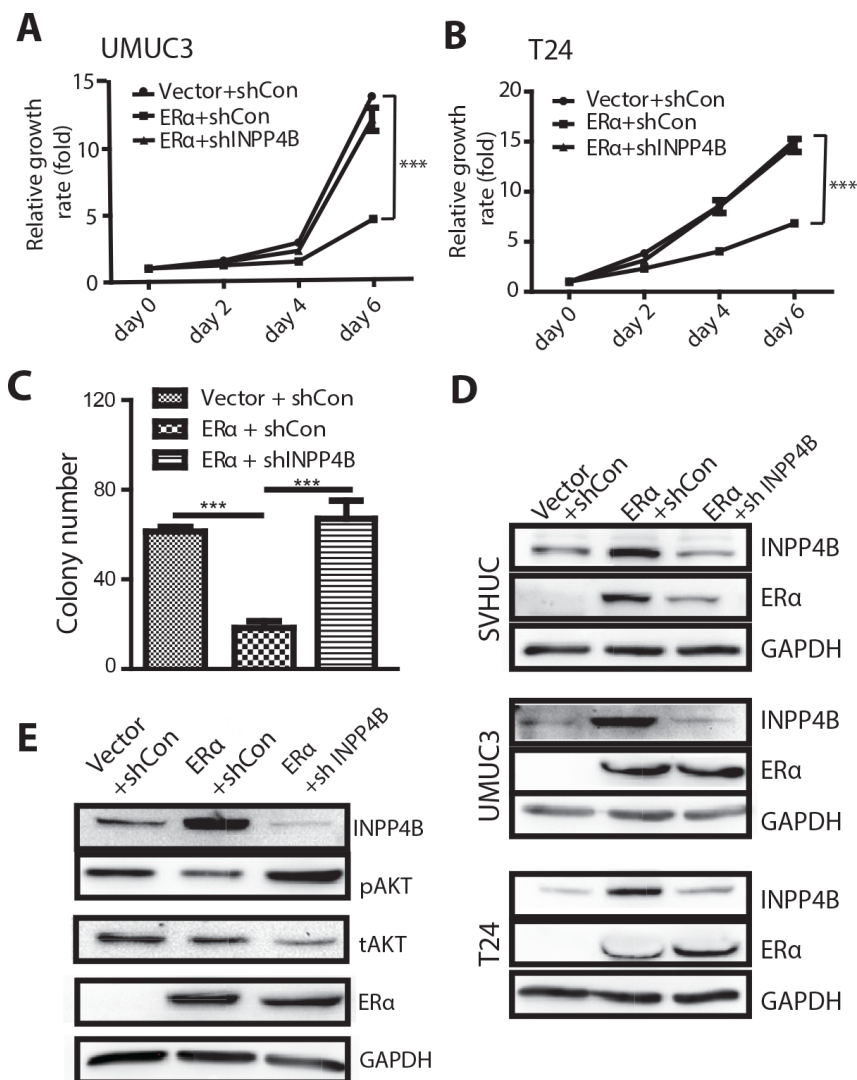 A
UMUC3
Relative growth
rate (fold)
15
10
5
0
Vector+shCon
ERα+shCon
ERα+shINPP4B
***
day 0
day 2
day 4
day 6
B
T24
Relative growth
rate (fold)
20
15
10
5
0
Vector+shCon
ERα+shCon
ERα+shINPP4B
***
day 0
day 2
day 4
day 6
C
Colony number
120
80
40
0
Vector + shCon
ERα + shCon
ERα + shINPP4B
***
***
D
Vector
+shCon
ERα
+shCon
ERα
+sh INPP4B
SVHUC
INPP4B
ERα
GAPDH
UMUC3
INPP4B
ERα
GAPDH
T24
INPP4B
ERα
GAPDH
E
Vector
+shCon
ERα
+shCon
ERα
+sh INPP4B
INPP4B
pAKT
tAKT
ERα
GAPDH